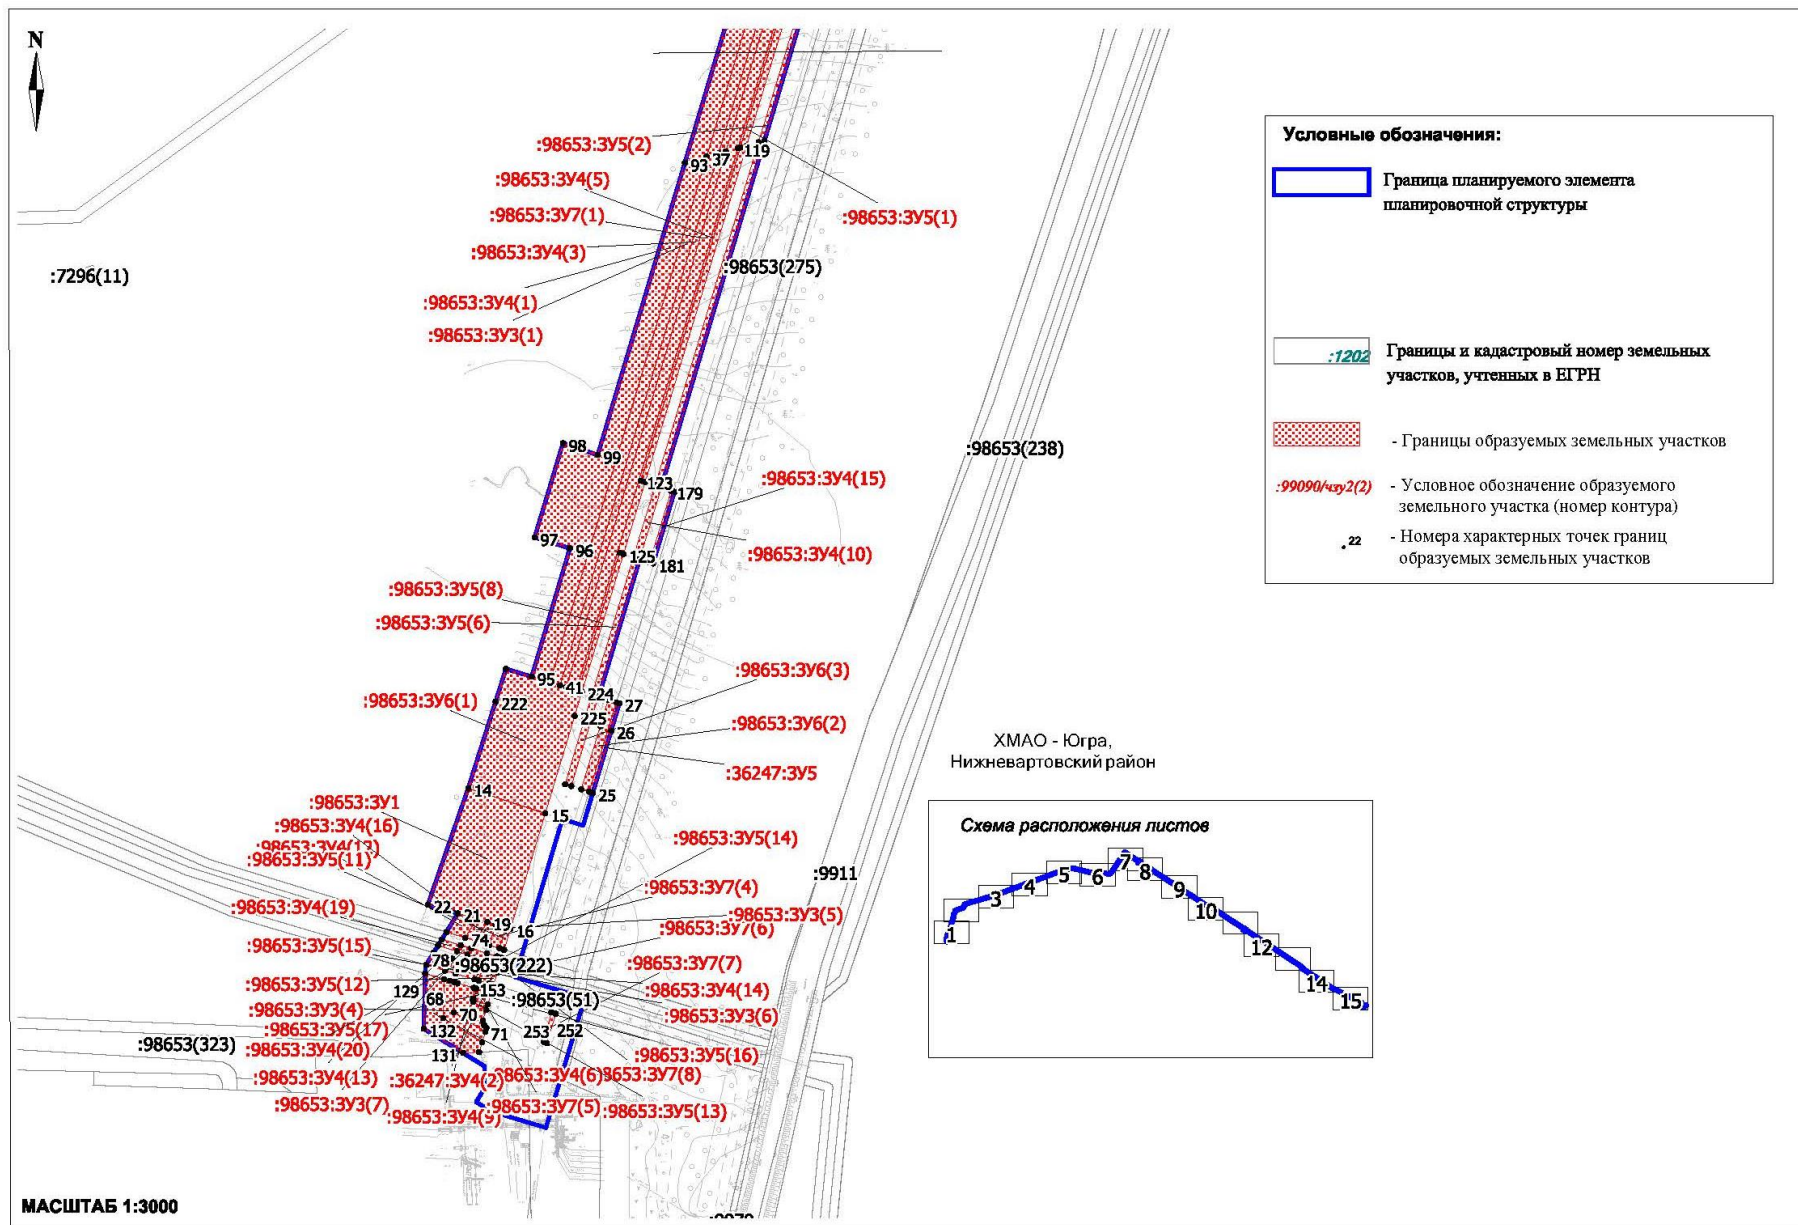 N
:98653:ЗУ5(2)
93
37
119
:98653:ЗУ4(5)
:98653:ЗУ7(1)
:98653:ЗУ5(1)
:98653:ЗУ4(3)
:7296(11)
:98653(275)
:98653:ЗУ4(1)
:98653:ЗУ3(1)
98
99
:98653(238)
123
179
:98653:ЗУ4(15)
97
96
125
181
:98653:ЗУ4(10)
:98653:ЗУ5(8)
:98653:ЗУ5(6)
95
41
224
27
:98653:ЗУ6(3)
:98653:ЗУ6(1)
222
225
26
:98653:ЗУ6(2)
:36247:ЗУ5
14
25
15
:98653:ЗУ1
:98653:ЗУ4(16)
:98653:ЗУ5(11)
:98653:ЗУ5(14)
:9911
:98653:ЗУ7(4)
:98653:ЗУ4(19)
22
21
19
16
:98653:ЗУ3(5)
:98653:ЗУ7(6)
74
:98653:ЗУ5(15)
78
:98653(222)
:98653:ЗУ7(7)
:98653:ЗУ5(12)
129
68
153
:98653(51)
:98653:ЗУ4(14)
:98653:ЗУ3(4)
70
:98653:ЗУ3(6)
:98653:ЗУ5(17)
132
71
253
252
:98653(323)
:98653:ЗУ4(20)
131
:98653:ЗУ5(16)
:98653:ЗУ4(13)
:36247:ЗУ4(2)
:98653:ЗУ4(6)
:98653:ЗУ7(8)
:98653:ЗУ3(7)
:98653:ЗУ4(9)
:98653:ЗУ7(5)
:98653:ЗУ5(13)
МАСШТАБ 1:3000
Условные обозначения:
Граница планируемого элемента
планировочной структуры
:1202
Границы и кадастровый номер земельных
участков, учтенных в ЕГРН
- Границы образуемых земельных участков
:99090/чзу2(2)
- Условное обозначение образуемого
земельного участка (номер контура)
.22
- Номера характерных точек границ
образуемых земельных участков
ХМАО - Югра,
Нижневартовский район
Схема расположения листов
1
3
4
5
6
7
8
9
10
12
14
15